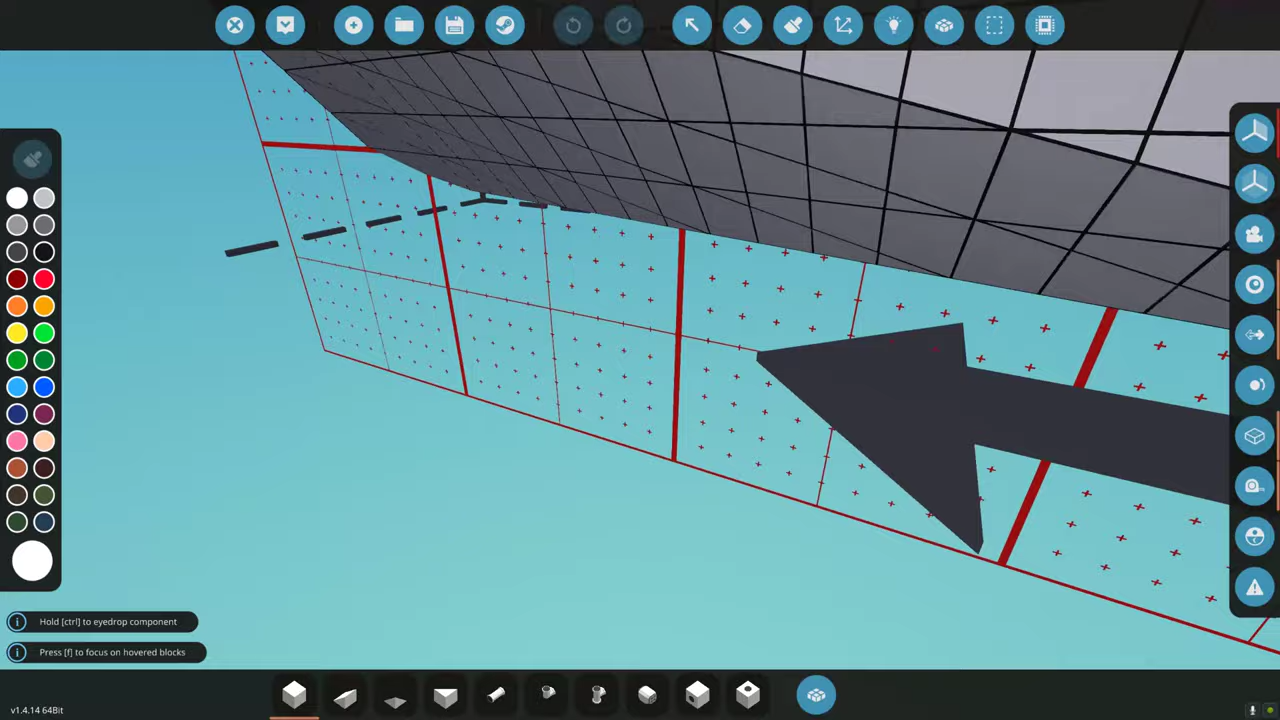 Hold [ctrl] to eyedrop component
Press [f] to focus on hovered blocks
v1.4.14 64Bit